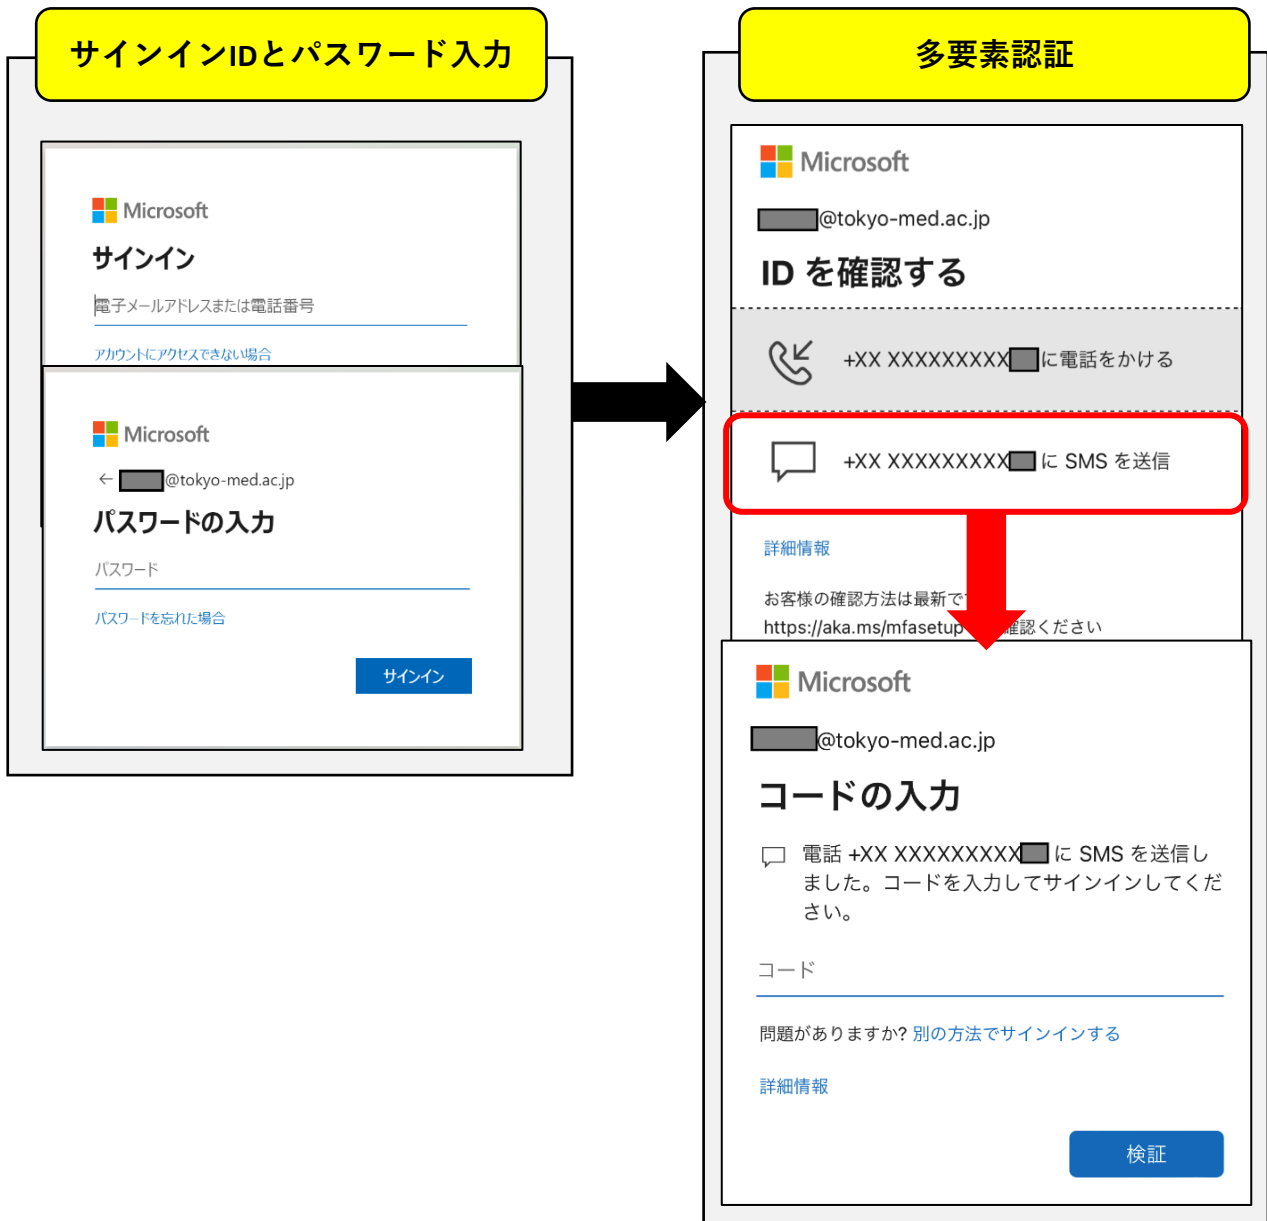 サインインIDとパスワード入力
Microsoft
サインイン
電子メールアドレスまたは電話番号
アカウントにアクセスできない場合
Microsoft
← @tokyo-med.ac.jp
パスワードの入力
パスワード
パスワードを忘れた場合
サインイン
多要素認証
Microsoft
@tokyo-med.ac.jp
ID を確認する
+XX XXXXXXXXX に電話をかける
+XX XXXXXXXXX に SMS を送信
詳細情報
お客様の確認方法は最新で
https://aka.ms/mfasetup 確認ください
Microsoft
@tokyo-med.ac.jp
コードの入力
電話 +XX XXXXXXXXX に SMS を送信し
ました。コードを入力してサインインしてくだ
さい。
コード
問題がありますか? 別の方法でサインインする
詳細情報
検証